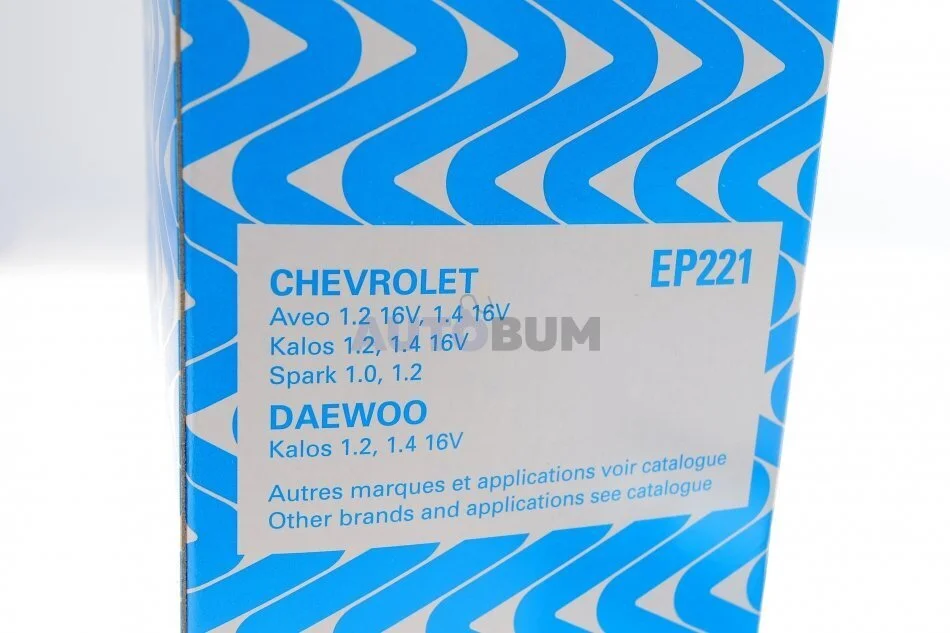 EP221
CHEVROLET
Aveo 1.2 16V, 1.4 16V
Kalos 1.2, 1.4 16V
AUTOBUM
Spark 1.0, 1.2
DAEWOO
Kalos 1.2, 1.4 16V
Autres marques et applications voir catalogue
Other brands and applications see catalogue